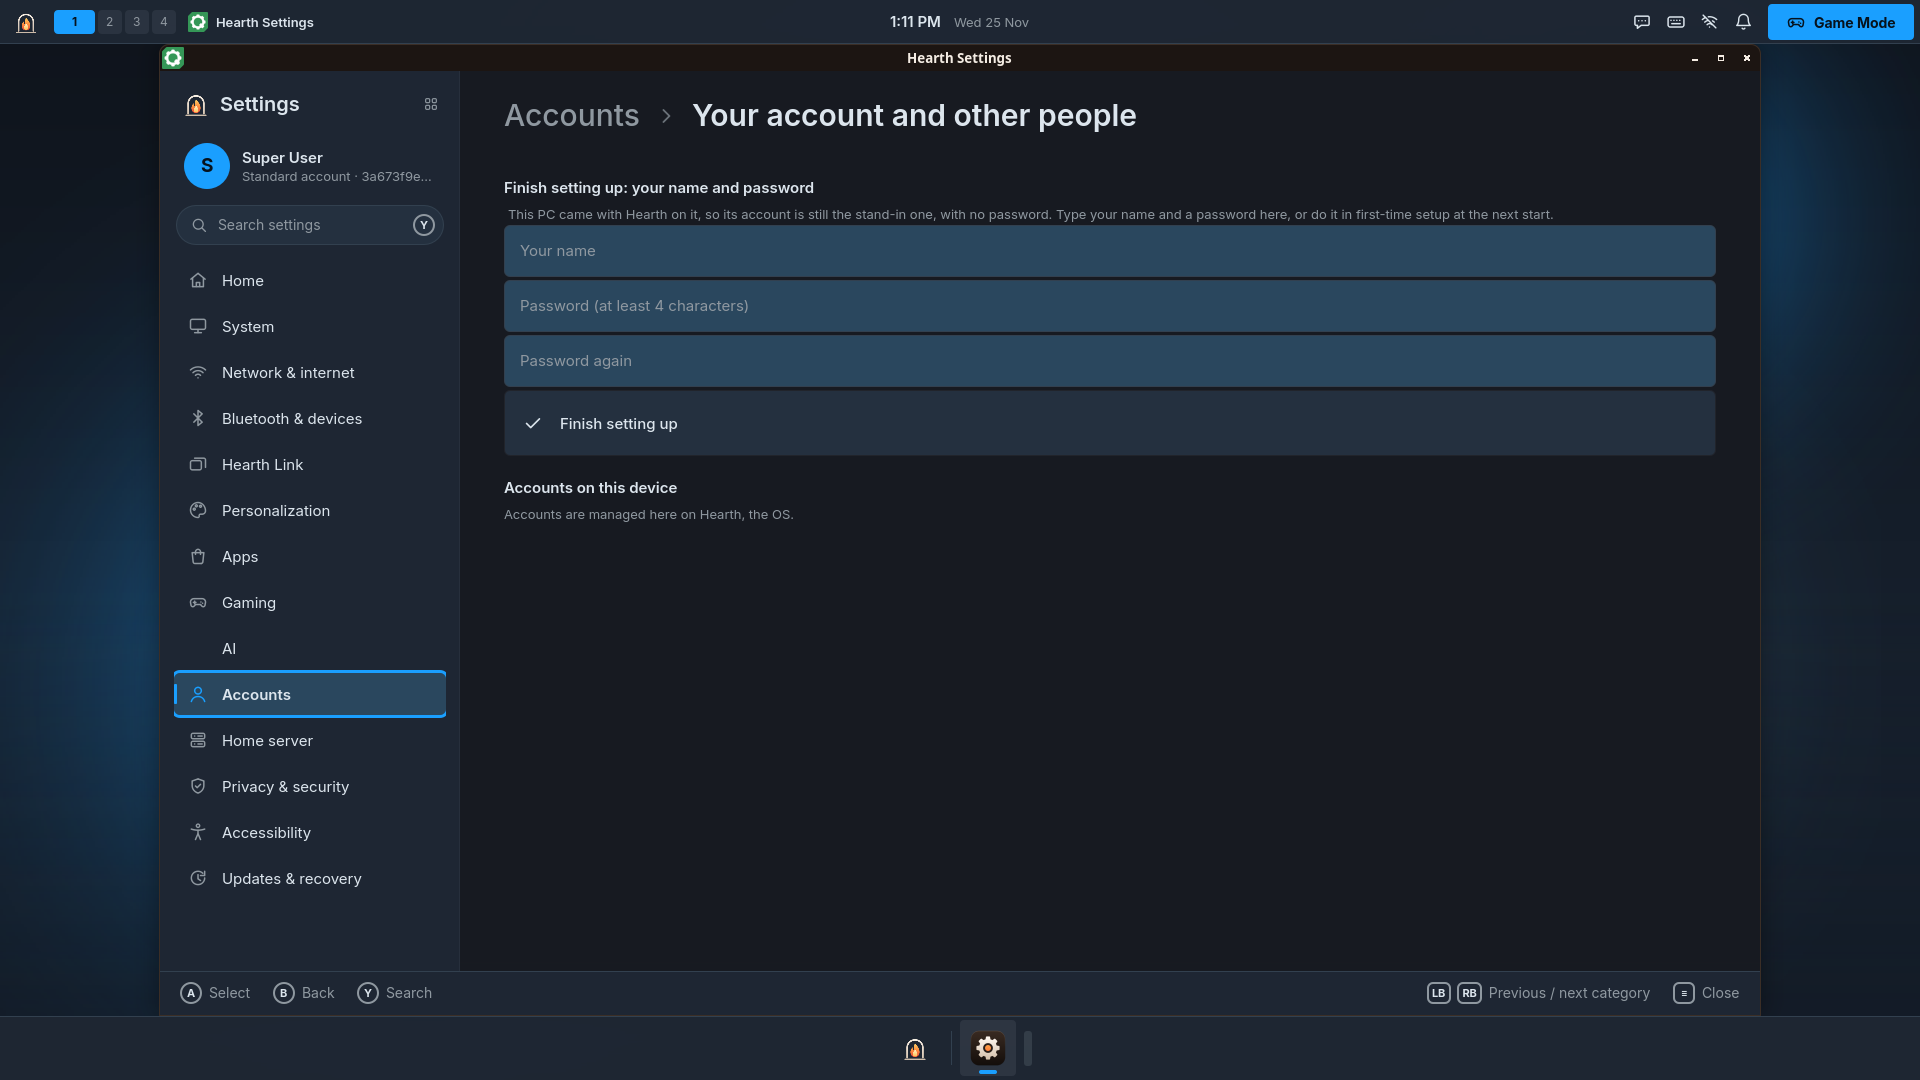 1 2 3 4 Hearth Settings 1:11 PM Wed 25 Nov Game Mode
Hearth Settings
Settings
S Super User
Standard account · 3a673f9e...
Search settings Y
Home
System
Network & internet
Bluetooth & devices
Hearth Link
Personalization
Apps
Gaming
AI
Accounts
Home server
Privacy & security
Accessibility
Updates & recovery
Accounts > Your account and other people
Finish setting up: your name and password
This PC came with Hearth on it, so its account is still the stand-in one, with no password. Type your name and a password here, or do it in first-time setup at the next start.
Your name
Password (at least 4 characters)
Password again
Finish setting up
Accounts on this device
Accounts are managed here on Hearth, the OS.
A Select B Back Y Search LB RB Previous / next category Close